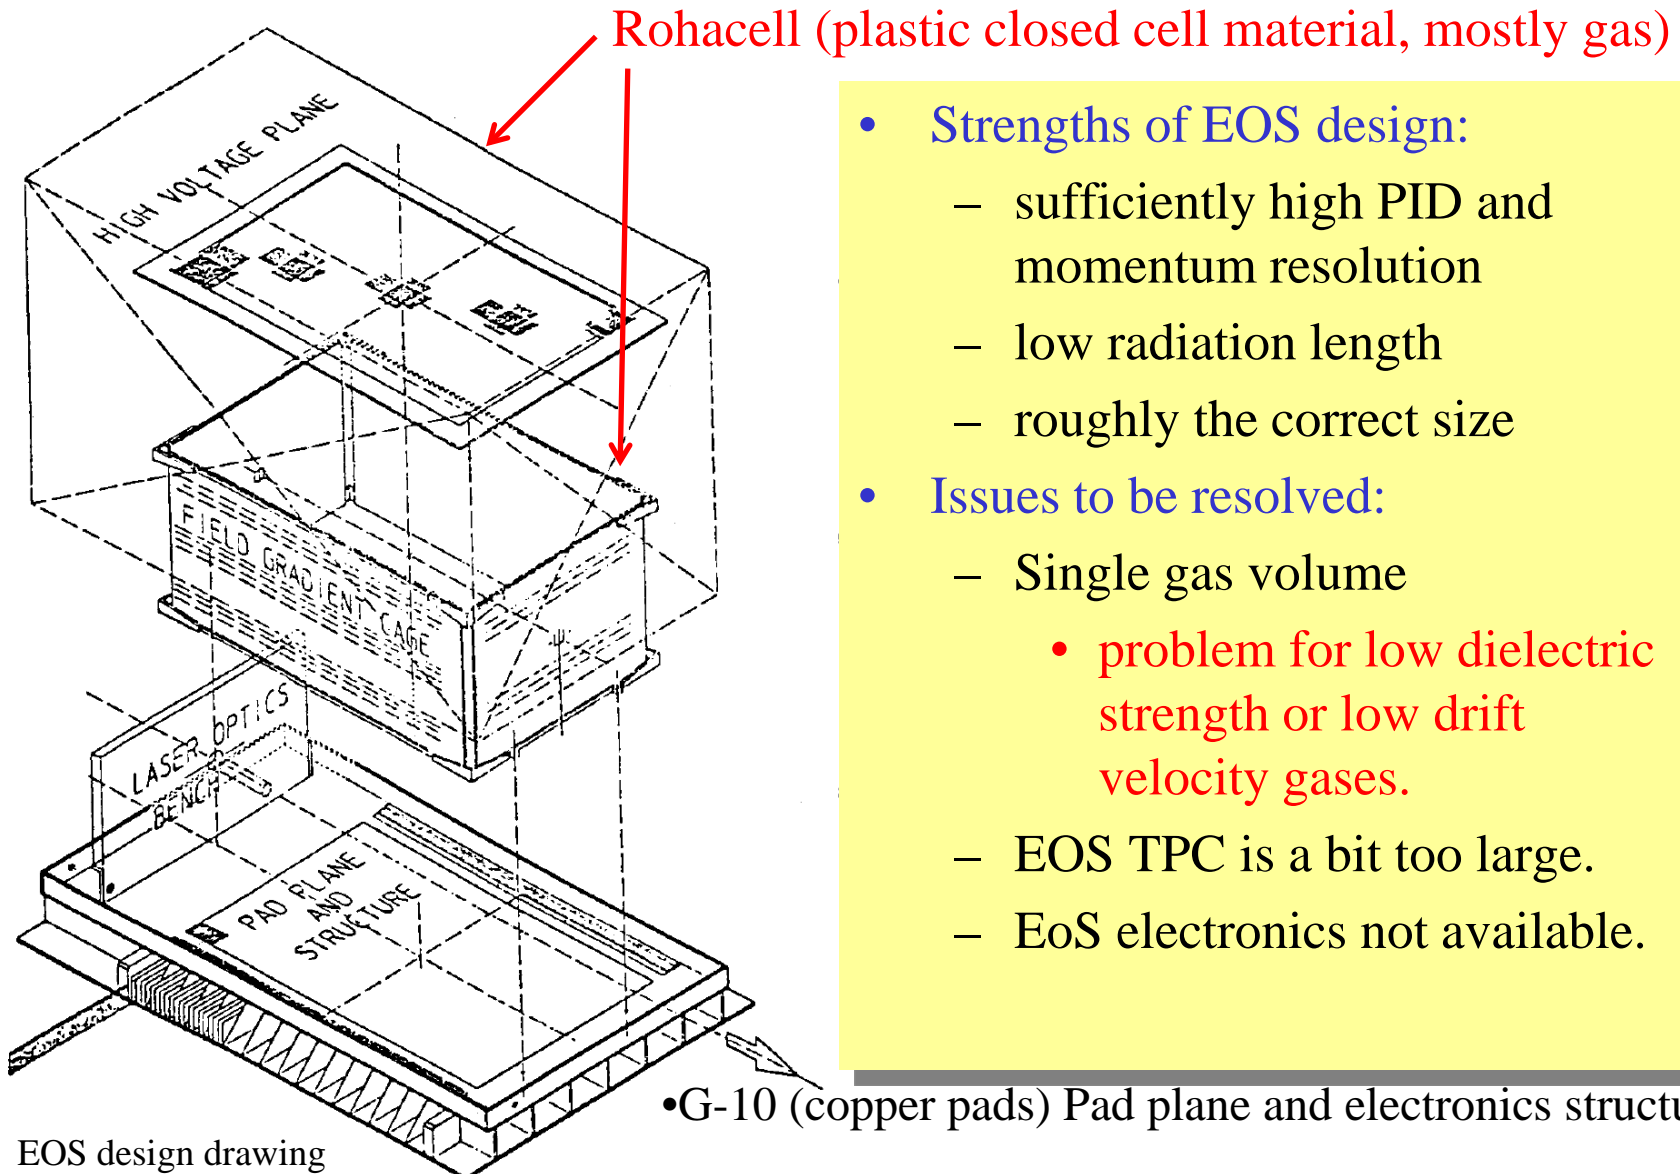 Rohacell (plastic closed cell material, mostly gas)
HIGH VOLTAGE PLANE
FIELD GRADIENT CAGE
LASER OPTICS
BENCH
PAD PLANE
AND
STRUCTURE
• Strengths of EOS design:
– sufficiently high PID and
momentum resolution
– low radiation length
– roughly the correct size
• Issues to be resolved:
– Single gas volume
• problem for low dielectric
strength or low drift
velocity gases.
– EOS TPC is a bit too large.
– EoS electronics not available.
•G-10 (copper pads) Pad plane and electronics structu
EOS design drawing